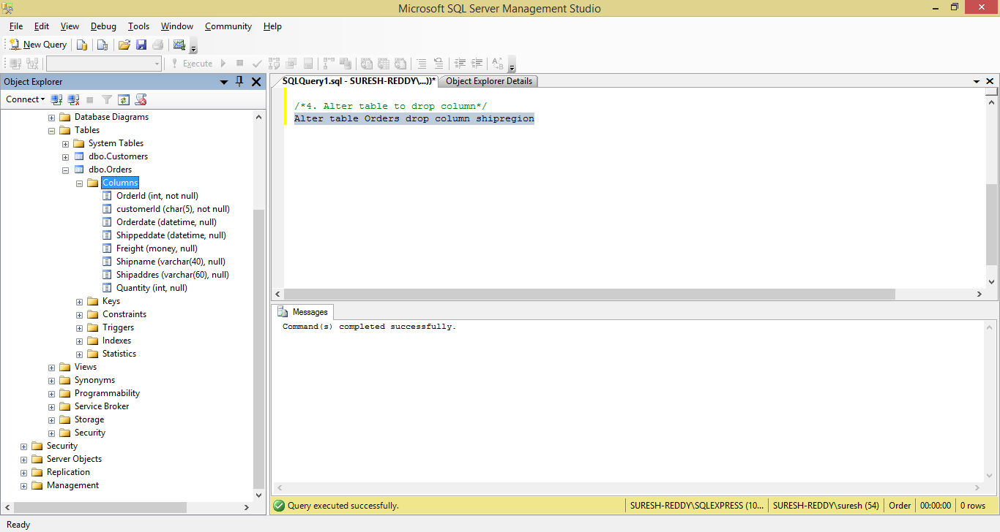 Microsoft SQL Server Management Studio
File Edit View Debug Tools Window Community Help
New Query
Execute
Object Explorer
Connect
Database Diagrams
Tables
System Tables
dbo.Customers
dbo.Orders
Columns
OrderId (int, not null)
customerId (char(5), not null)
Orderdate (datetime, null)
Shippeddate (datetime, null)
Freight (money, null)
Shipname (varchar(40), null)
Shipaddres (varchar(60), null)
Quantity (int, null)
Keys
Constraints
Triggers
Indexes
Statistics
Views
Synonyms
Programmability
Service Broker
Storage
Security
Security
Server Objects
Replication
Management
SQLQuery1.sql - SURESH-REDDY\...))* Object Explorer Details
/*4. Alter table to drop column*/
Alter table Orders drop column shipregion
Messages
Command(s) completed successfully.
Query executed successfully. SURESH-REDDY\SQLEXPRESS (10... SURESH-REDDY\suresh (54) Order 00:00:00 0 rows
Ready